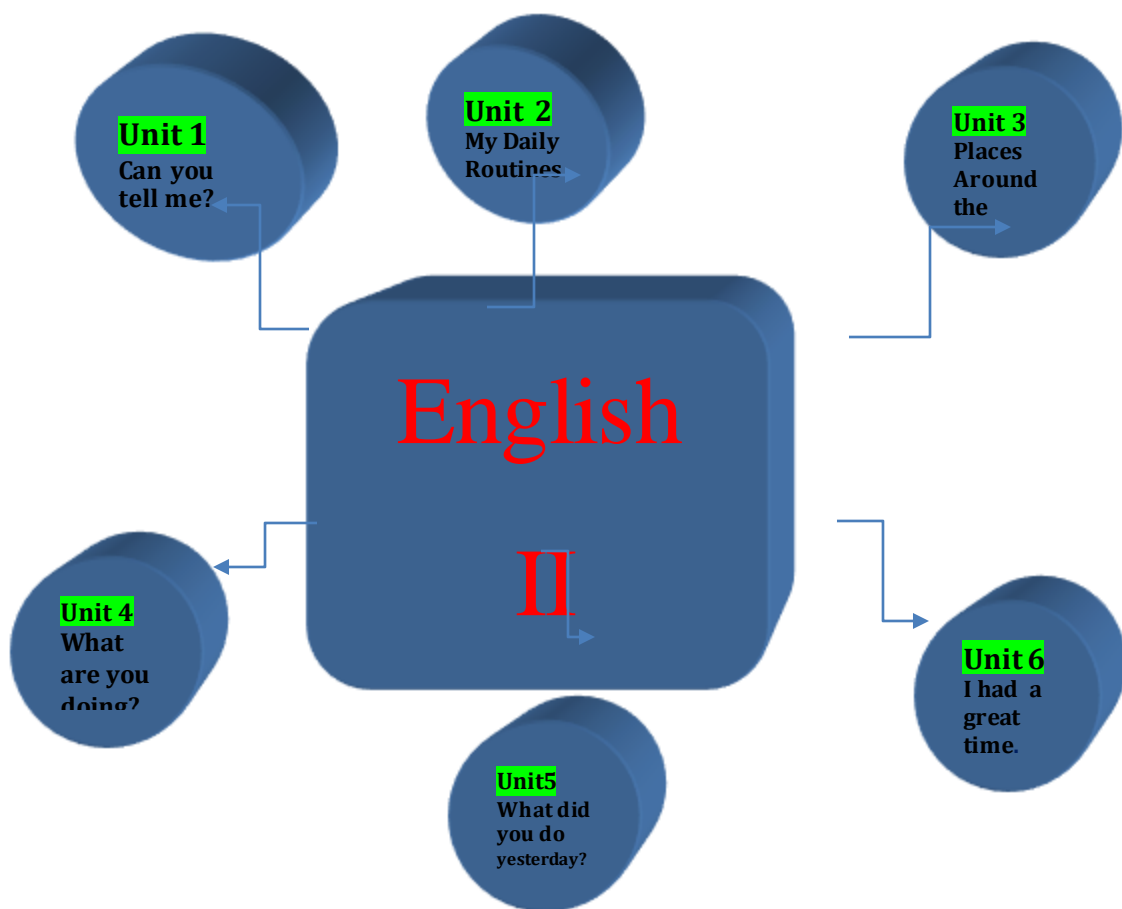 Unit 1
Can you
tell me?
Unit 2
My Daily
Routines
Unit 3
Places
Around
the
English
II
Unit 4
What
are you
doing?
Unit5
What did
you do
yesterday?
Unit 6
I had a
great
time.